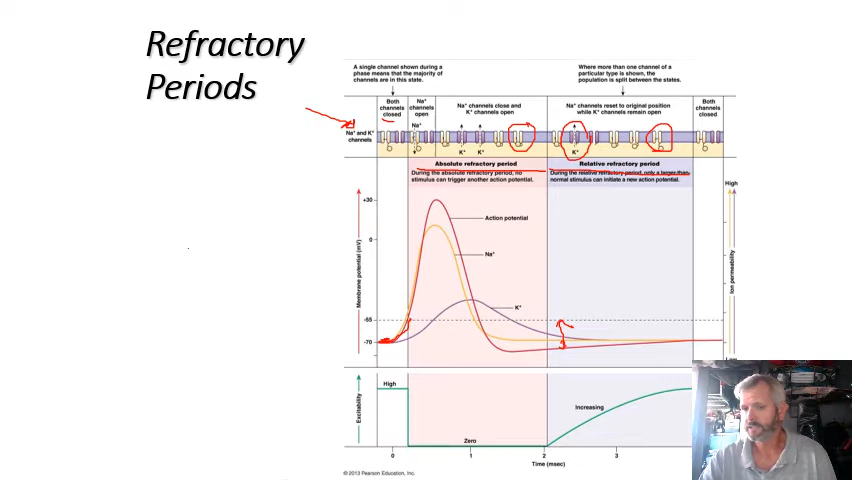 Refractory
Periods
A single channel shown during a
phase means that the majority of
channels are in this state.
Where more than one channel of a
particular type is shown, the
population is split between the states.
Both
channels
closed
Na⁺
channels
open
Na⁺ channels close and
K⁺ channels open
Na⁺ channels reset to original position
while K⁺ channels remain open
Both
channels
closed
Na⁺
Na⁺ and K⁺
channels
K⁺
K⁺
Absolute refractory period
During the absolute refractory period, no
stimulus can trigger another action potential.
Relative refractory period
During the relative refractory period, only a larger than
normal stimulus can initiate a new action potential.
High
+30
Action potential
0
Na⁺
Membrane potential (mV)
Ion permeability
K⁺
-55
-70
High
Excitability
Increasing
Zero
0
1
2
3
Time (msec)
© 2013 Pearson Education, Inc.